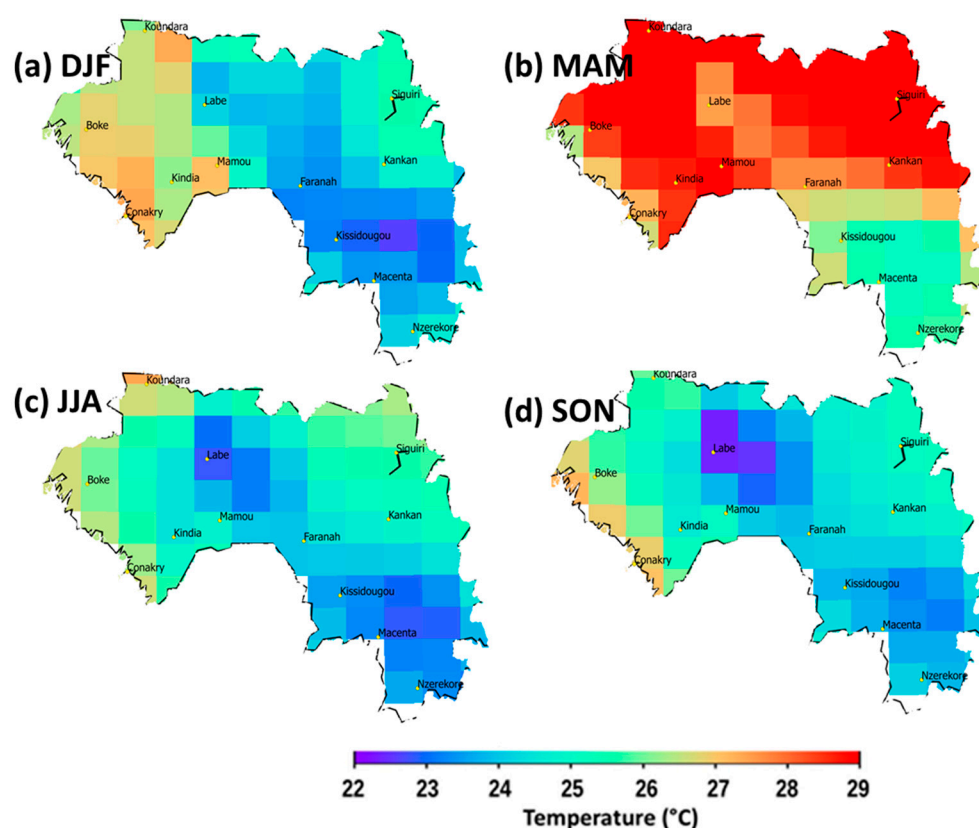 (a) DJF
Koundara
Labe
Siguiri
Boke
Mamou
Kankan
Kindia
Faranah
Conakry
Kissidougou
Macenta
Nzerekore
(b) MAM
Koundara
Labe
Siguiri
Boke
Mamou
Kankan
Kindia
Faranah
Conakry
Kissidougou
Macenta
Nzerekore
(c) JJA
Koundara
Labe
Siguiri
Boke
Mamou
Kankan
Kindia
Faranah
Conakry
Kissidougou
Macenta
Nzerekore
(d) SON
Koundara
Labe
Siguiri
Boke
Mamou
Kankan
Kindia
Faranah
Conakry
Kissidougou
Macenta
Nzerekore
22 23 24 25 26 27 28 29
Temperature (°C)